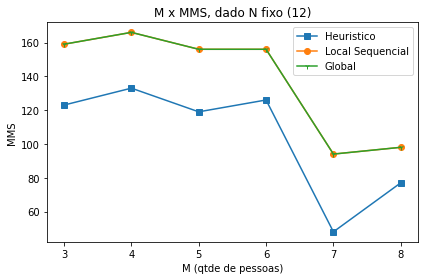 M x MMS, dado N fixo (12)
Heuristico
Local Sequencial
Global
MMS
160
140
120
100
80
60
3 4 5 6 7 8
M (qtde de pessoas)